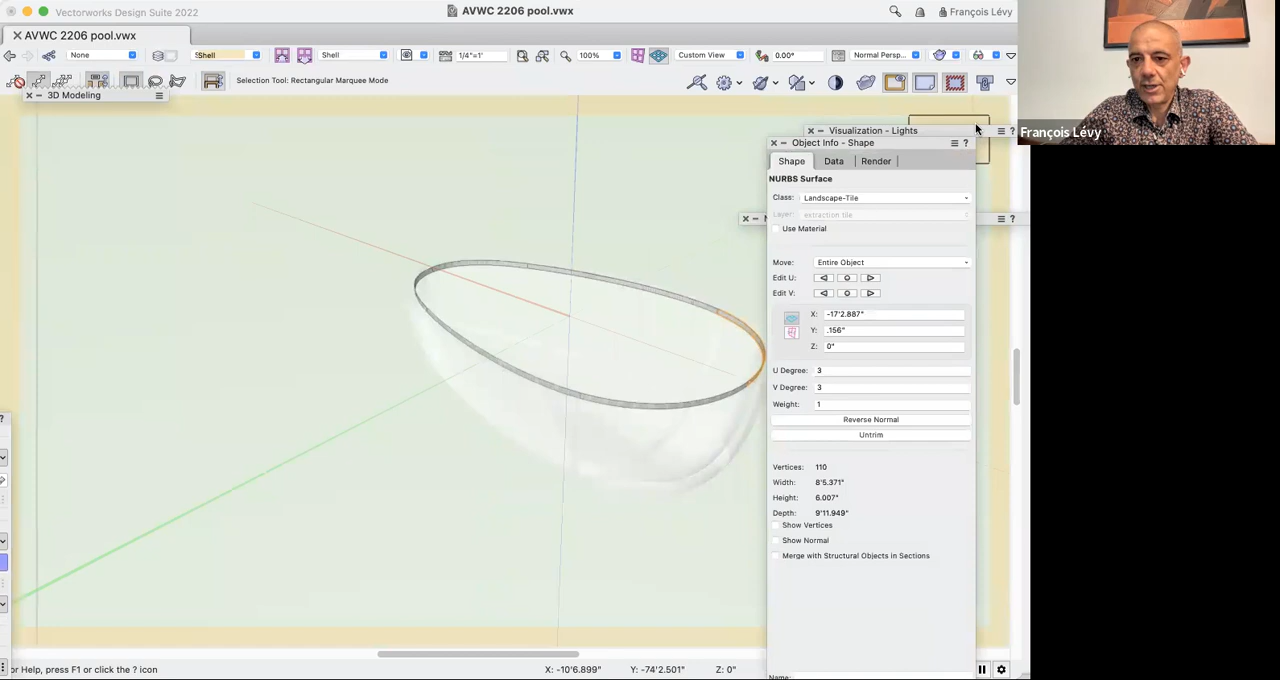 Vectorworks Design Suite 2022
AVWC 2206 pool.vwx
François Lévy
AVWC 2206 pool.vwx
None
Shell
Shell
1/4"=1'
100%
Custom View
0.00°
Normal Persp...
Selection Tool: Rectangular Marquee Mode
3D Modeling
François Lévy
Visualization - Lights
Object Info - Shape
Shape
Data
Render
NURBS Surface
Class: Landscape-Tile
Layer: extraction tile
Use Material
Move: Entire Object
Edit U:
Edit V:
X: -17'2.887"
Y: .156"
Z: 0"
U Degree: 3
V Degree: 3
Weight: 1
Reverse Normal
Untrim
Vertices: 110
Width: 8'5.371"
Height: 6.007"
Depth: 9'11.949"
Show Vertices
Show Normal
Merge with Structural Objects in Sections
Name:
or Help, press F1 or click the ? icon
X: -10'6.899"
Y: -74'2.501"
Z: 0"